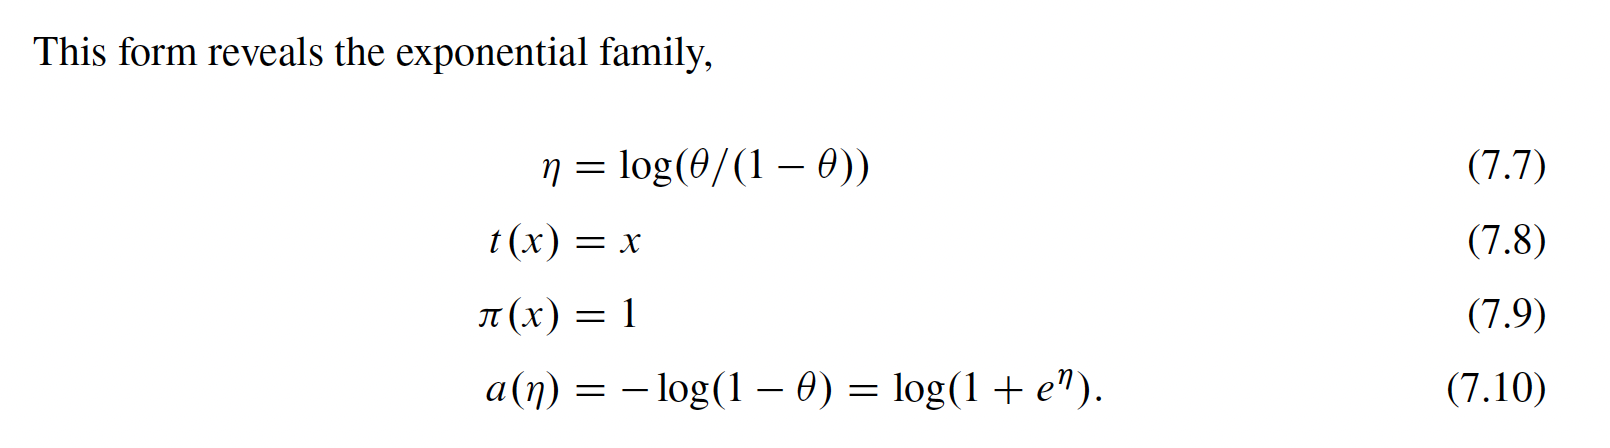 This form reveals the exponential family,
η = log(θ/(1 − θ)) (7.7)
t(x) = x (7.8)
π(x) = 1 (7.9)
a(η) = − log(1 − θ) = log(1 + e^η). (7.10)